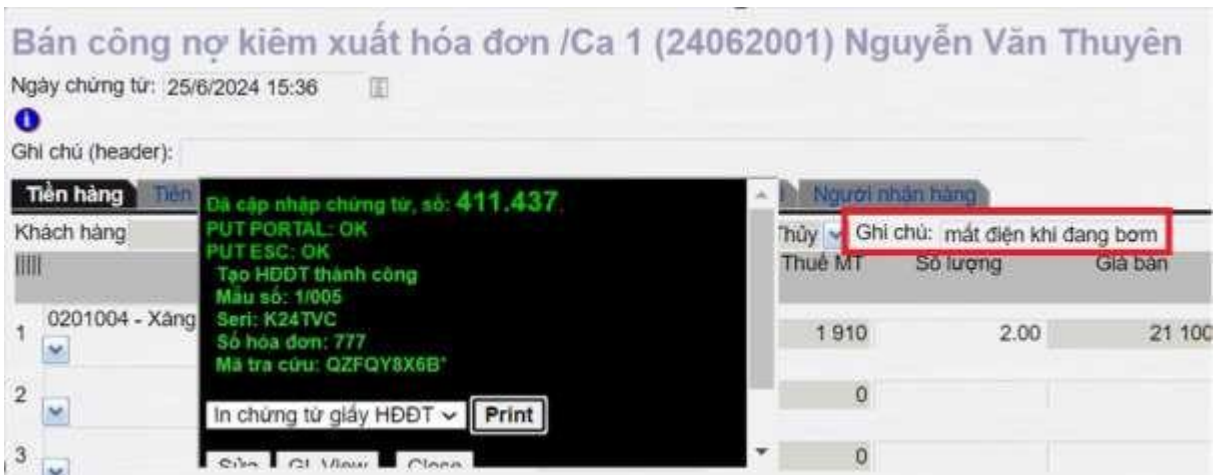 Bán công nợ kiêm xuất hóa đơn /Ca 1 (24062001) Nguyễn Văn Thuyên
Ngày chứng từ: 25/6/2024 15:36
Ghi chú (header):
Tiền hàng Tiền Người nhận hàng
Khách hàng Thủy Ghi chú: mất điện khi đang bơm
Thuế MT Số lượng Giá bán
1 0201004 - Xăng 1 910 2.00 21 100
2 0
3 0
Đã cập nhập chứng từ, số: 411.437.
PUT PORTAL: OK
PUT ESC: OK
Tạo HĐĐT thành công
Mẫu số: 1/005
Seri: K24TVC
Số hóa đơn: 777
Mã tra cứu: QZFQY8X6B*
In chứng từ giấy HĐĐT Print
Sửa GL View Close